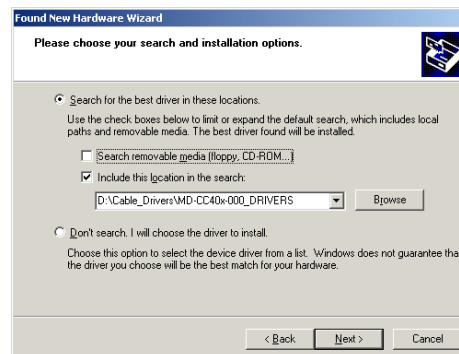 Found New Hardware Wizard
Please choose your search and installation options.
Search for the best driver in these locations.
Use the check boxes below to limit or expand the default search, which includes local
paths and removable media. The best driver found will be installed.
Search removable media (floppy, CD-ROM...)
Include this location in the search:
D:\Cable_Drivers\MD-CC40x-000_DRIVERS
Browse
Don't search. I will choose the driver to install.
Choose this option to select the device driver from a list. Windows does not guarantee tha
the driver you choose will be the best match for your hardware.
< Back
Next >
Cancel